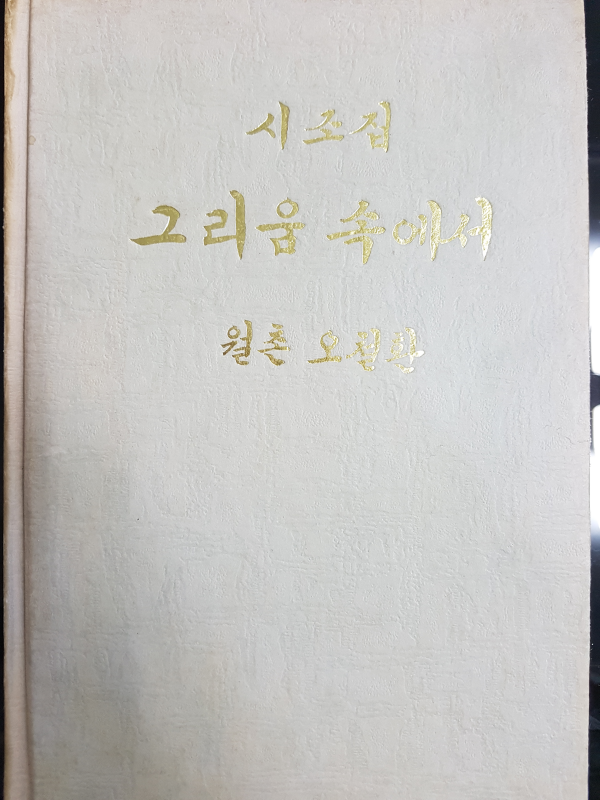 시조집
그리움 속에서
월촌 오필환